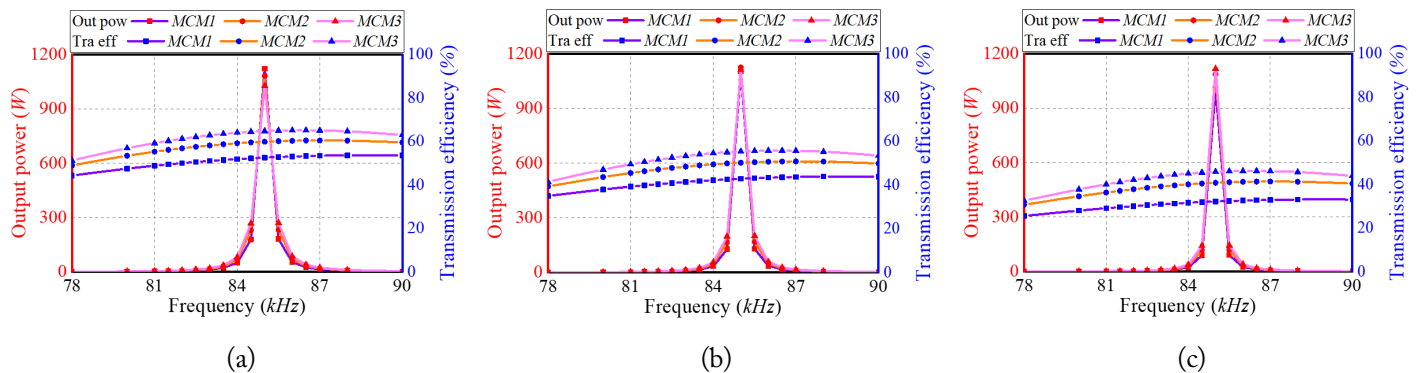 Out pow MCM1 MCM2 MCM3
Tra eff MCM1 MCM2 MCM3
1200
900
600
300
0
Output power (W)
100
80
60
40
20
0
Transmission efficiency (%)
78 81 84 87 90
Frequency (kHz)
(a)
Out pow MCM1 MCM2 MCM3
Tra eff MCM1 MCM2 MCM3
1200
900
600
300
0
Output power (W)
100
80
60
40
20
0
Transmission efficiency (%)
78 81 84 87 90
Frequency (kHz)
(b)
Out pow MCM1 MCM2 MCM3
Tra eff MCM1 MCM2 MCM3
1200
900
600
300
0
Output power (W)
100
80
60
40
20
0
Transmission efficiency (%)
78 81 84 87 90
Frequency (kHz)
(c)